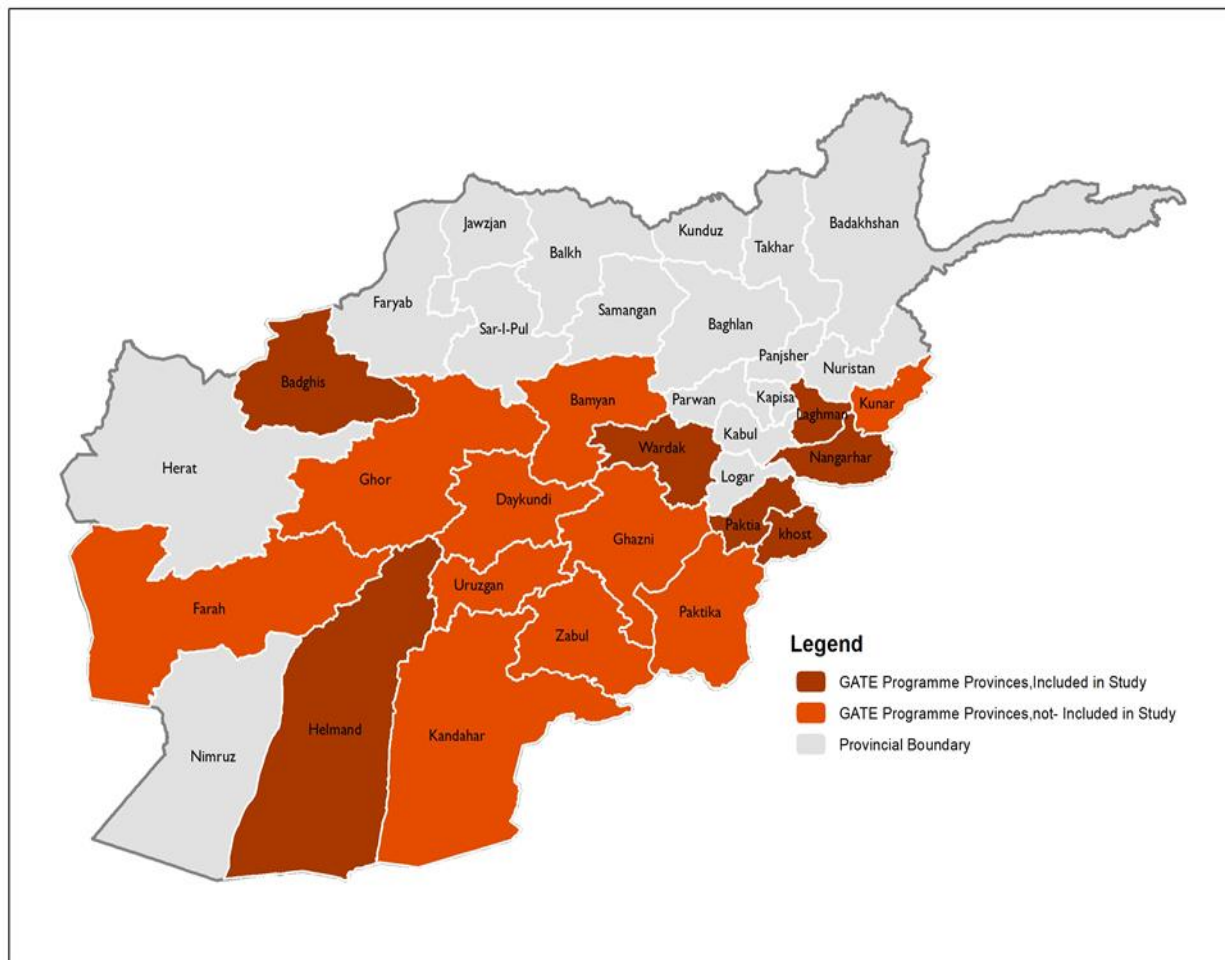 Jawzjan
Kunduz
Takhar
Badakhshan
Balkh
Faryab
Samangan
Sar-I-Pul
Baghlan
Panjsher
Nuristan
Badghis
Bamyan
Parwan
Kapisa
Laghman
Kunar
Kabul
Wardak
Nangarhar
Herat
Ghor
Logar
Daykundi
Paktia
khost
Ghazni
Uruzgan
Farah
Paktika
Zabul
Helmand
Kandahar
Nimruz
Legend
GATE Programme Provinces,Included in Study
GATE Programme Provinces,not- Included in Study
Provincial Boundary